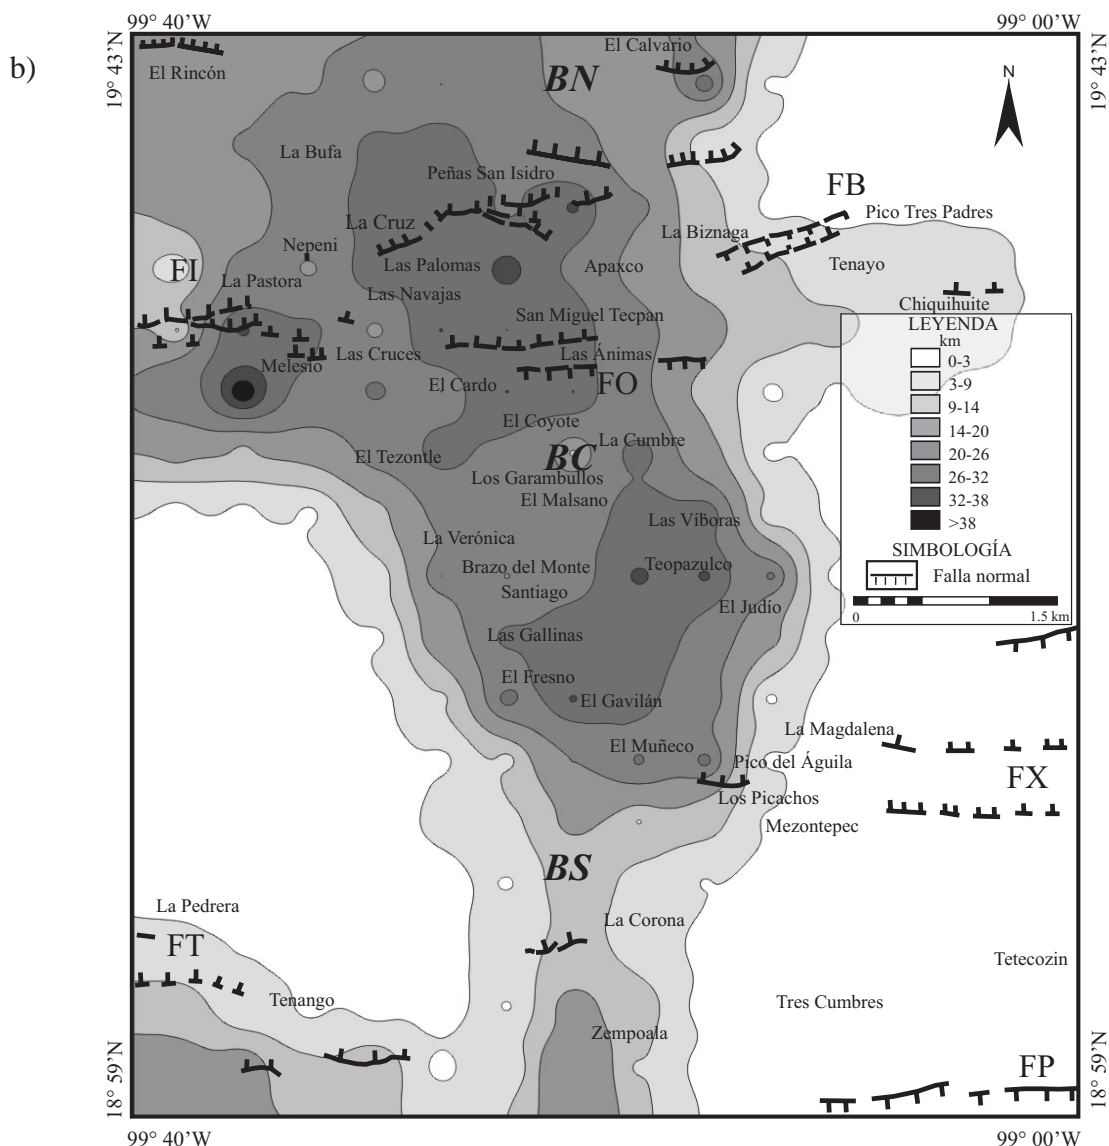 99° 40’W
99° 00’W
b)
19° 43’N
19° 43’N
El Calvario
El Rincón
BN
N
La Bufa
Peñas San Isidro
FB
La Cruz
Pico Tres Padres
La Biznaga
Nepeni
FI
Las Palomas
Apaxco
Tenayo
La Pastora
Las Navajas
Chiquihuite
San Miguel Tecpan
LEYENDA
km
0-3
3-9
9-14
14-20
20-26
26-32
32-38
>38
SIMBOLOGÍA
Falla normal
0
1.5 km
Las Cruces
Las Ánimas
Melesio
El Cardo
FO
El Coyote
La Cumbre
El Tezontle
BC
Los Garambullos
El Malsano
Las Víboras
La Verónica
Brazo del Monte
Teopazulco
Santiago
El Judío
Las Gallinas
El Fresno
El Gavilán
La Magdalena
El Muñeco
Pico del Águila
FX
Los Picachos
Mezontepec
BS
La Pedrera
La Corona
FT
Tetecozin
Tenango
Tres Cumbres
Zempoala
FP
18° 59’N
18° 59’N
99° 40’W
99° 00’W